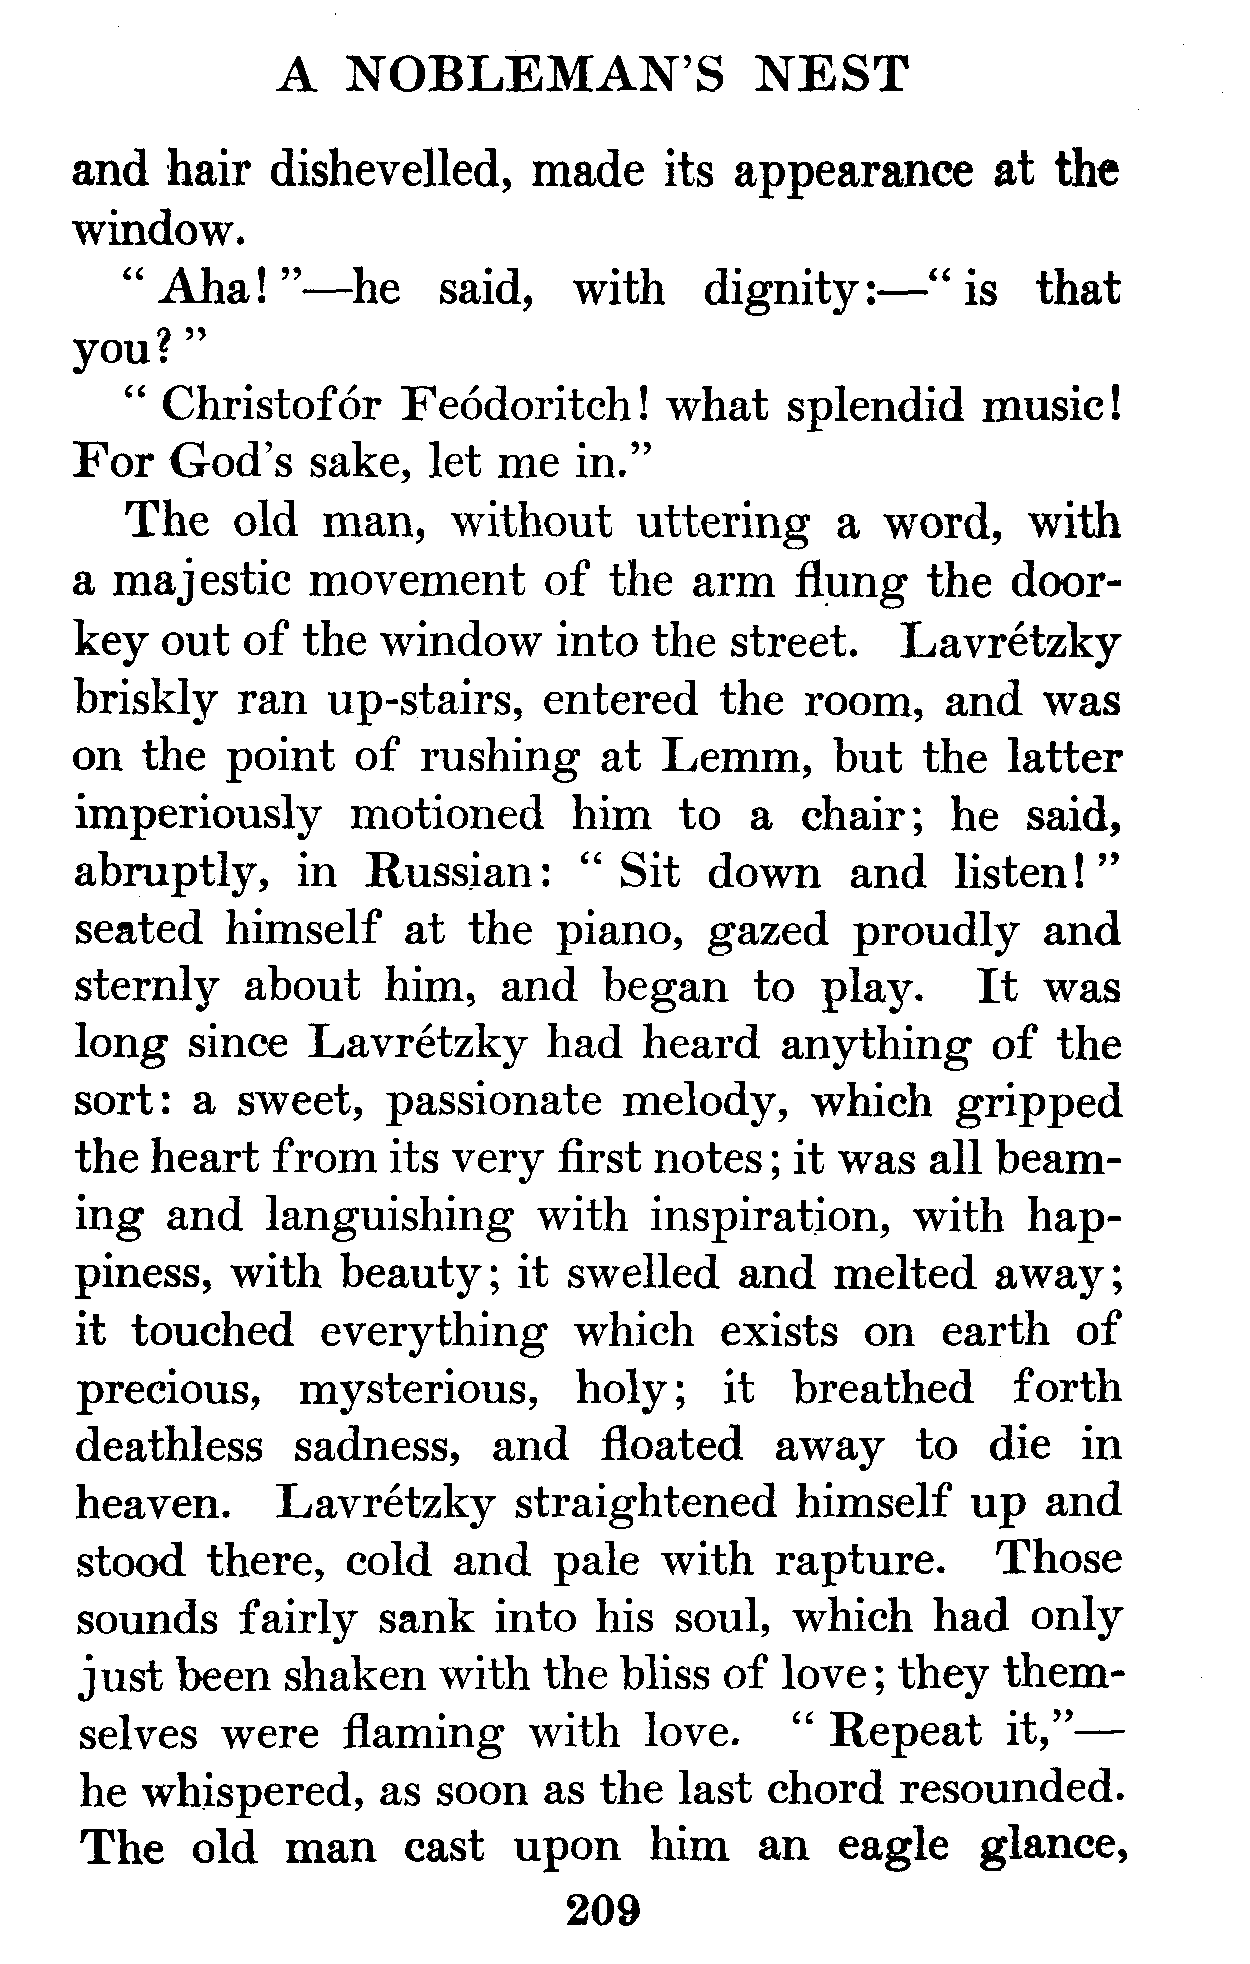 A NOBLEMAN'S NEST
and hair dishevelled, made its appearance at the
window.
“ Aha! ”—he said, with dignity:—“ is that
you? ”
“ Christofór Feódoritch! what splendid music!
For God's sake, let me in.”
The old man, without uttering a word, with
a majestic movement of the arm flung the door-
key out of the window into the street. Lavrétzky
briskly ran up-stairs, entered the room, and was
on the point of rushing at Lemm, but the latter
imperiously motioned him to a chair; he said,
abruptly, in Russian: “ Sit down and listen! ”
seated himself at the piano, gazed proudly and
sternly about him, and began to play. It was
long since Lavrétzky had heard anything of the
sort: a sweet, passionate melody, which gripped
the heart from its very first notes; it was all beam-
ing and languishing with inspiration, with hap-
piness, with beauty; it swelled and melted away;
it touched everything which exists on earth of
precious, mysterious, holy; it breathed forth
deathless sadness, and floated away to die in
heaven. Lavrétzky straightened himself up and
stood there, cold and pale with rapture. Those
sounds fairly sank into his soul, which had only
just been shaken with the bliss of love; they them-
selves were flaming with love. “ Repeat it,”—
he whispered, as soon as the last chord resounded.
The old man cast upon him an eagle glance,
209